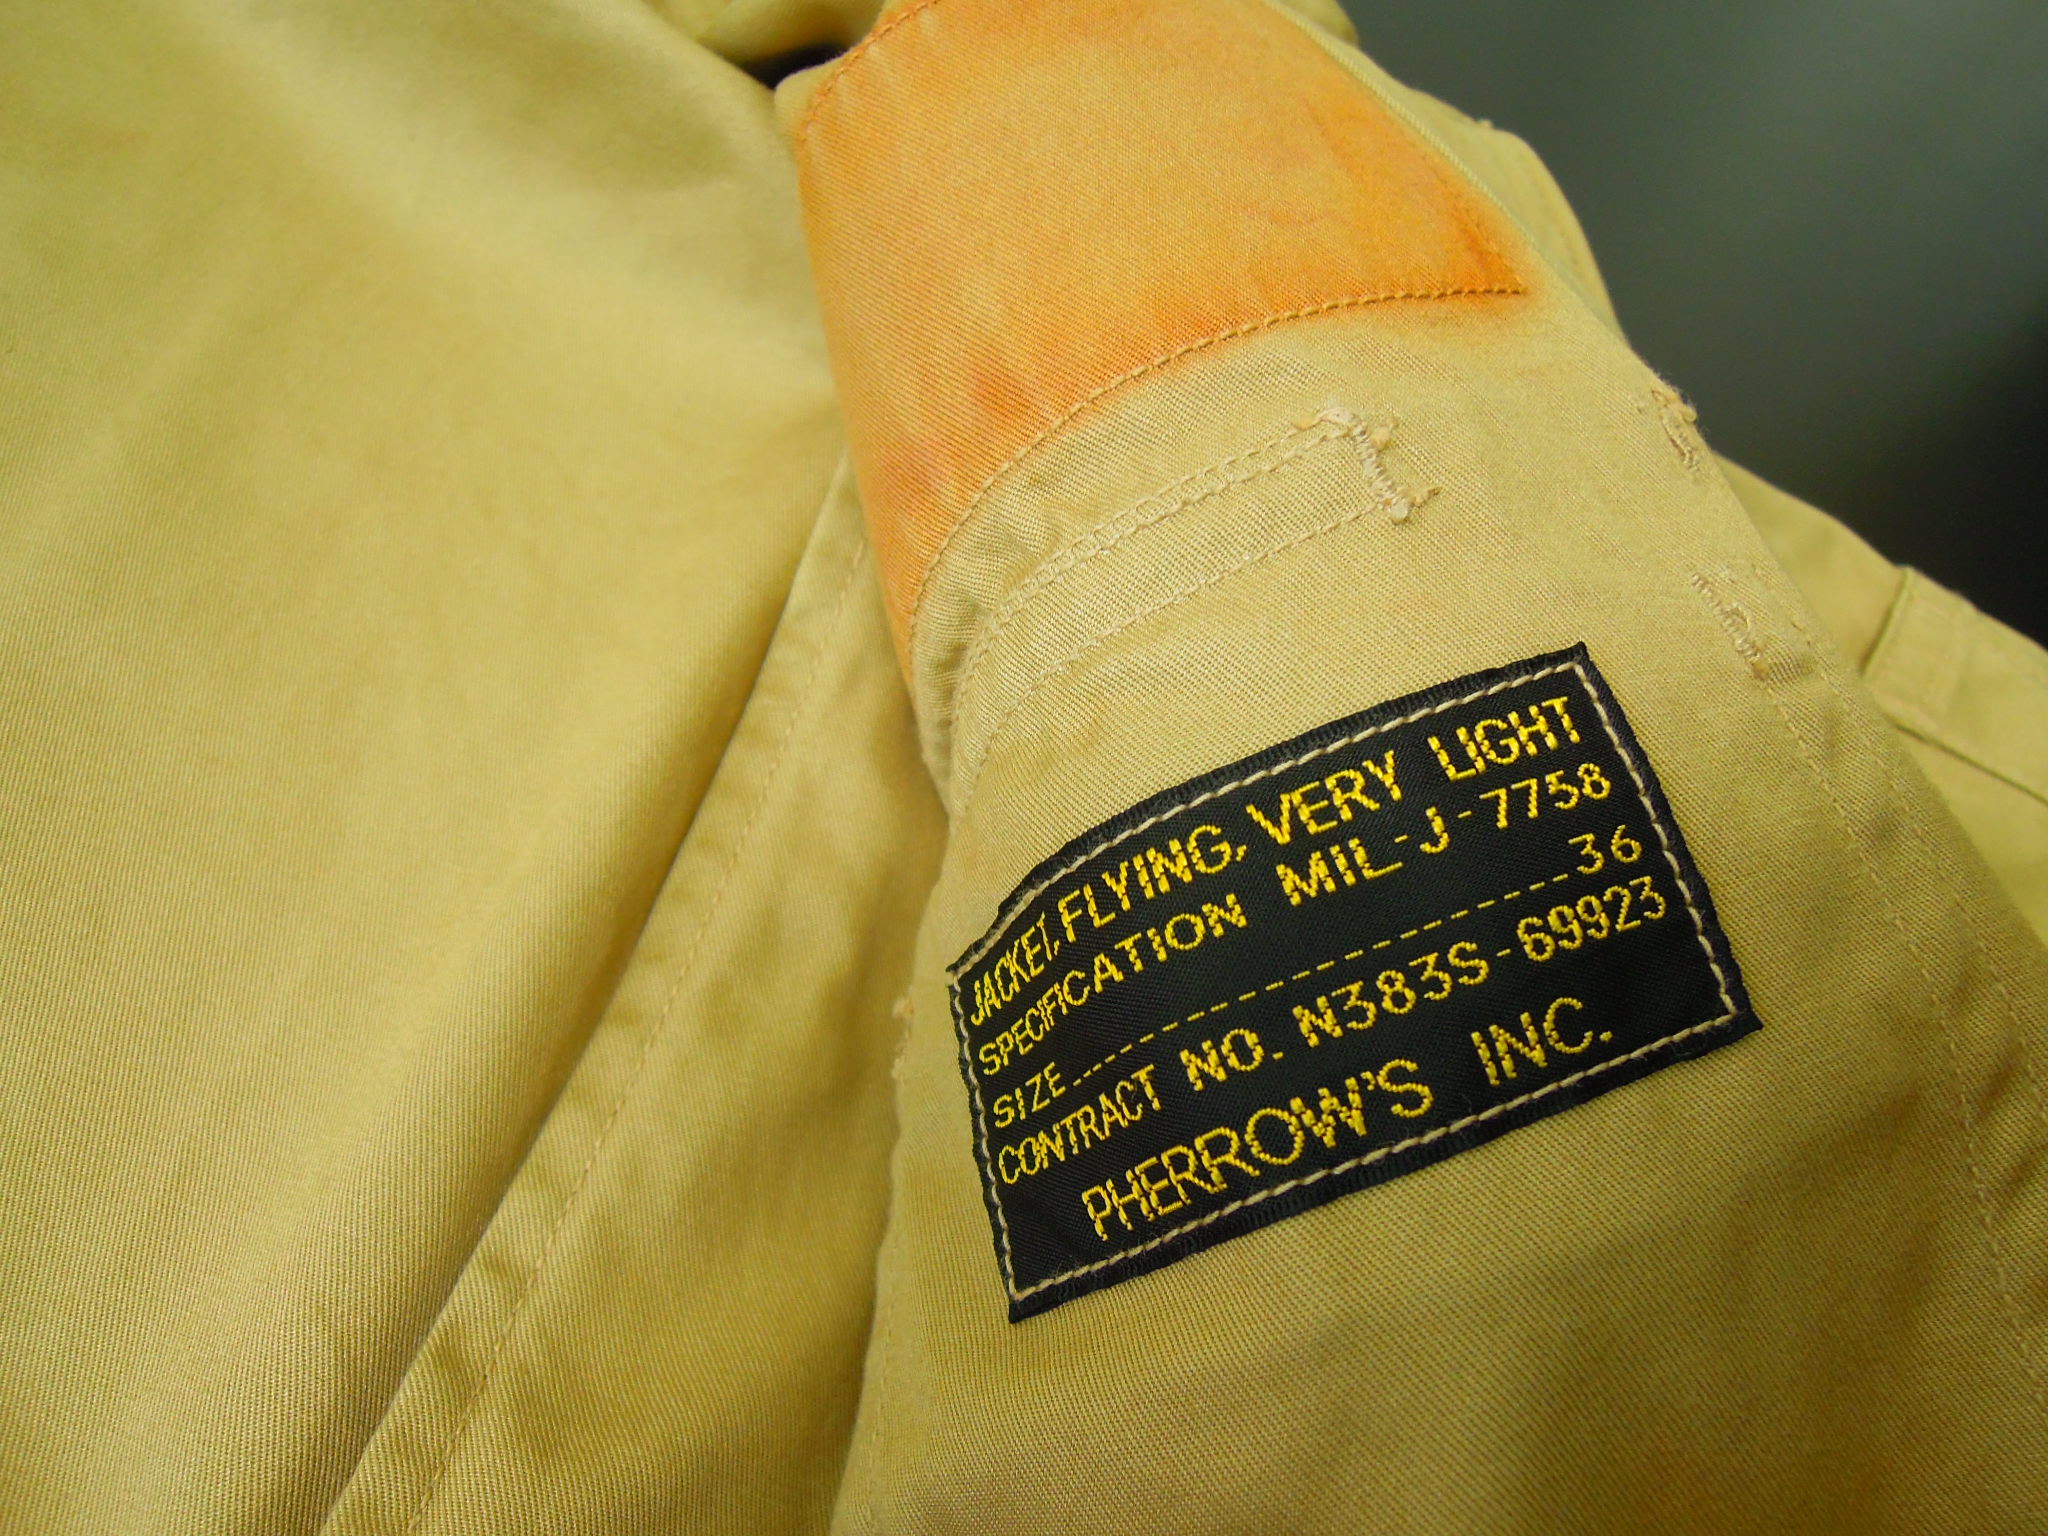 JACKET, FLYING, VERY LIGHT
SPECIFICATION MIL-J-7758
SIZE----------------36
CONTRACT NO. N383S-69923
PHERROW'S INC.